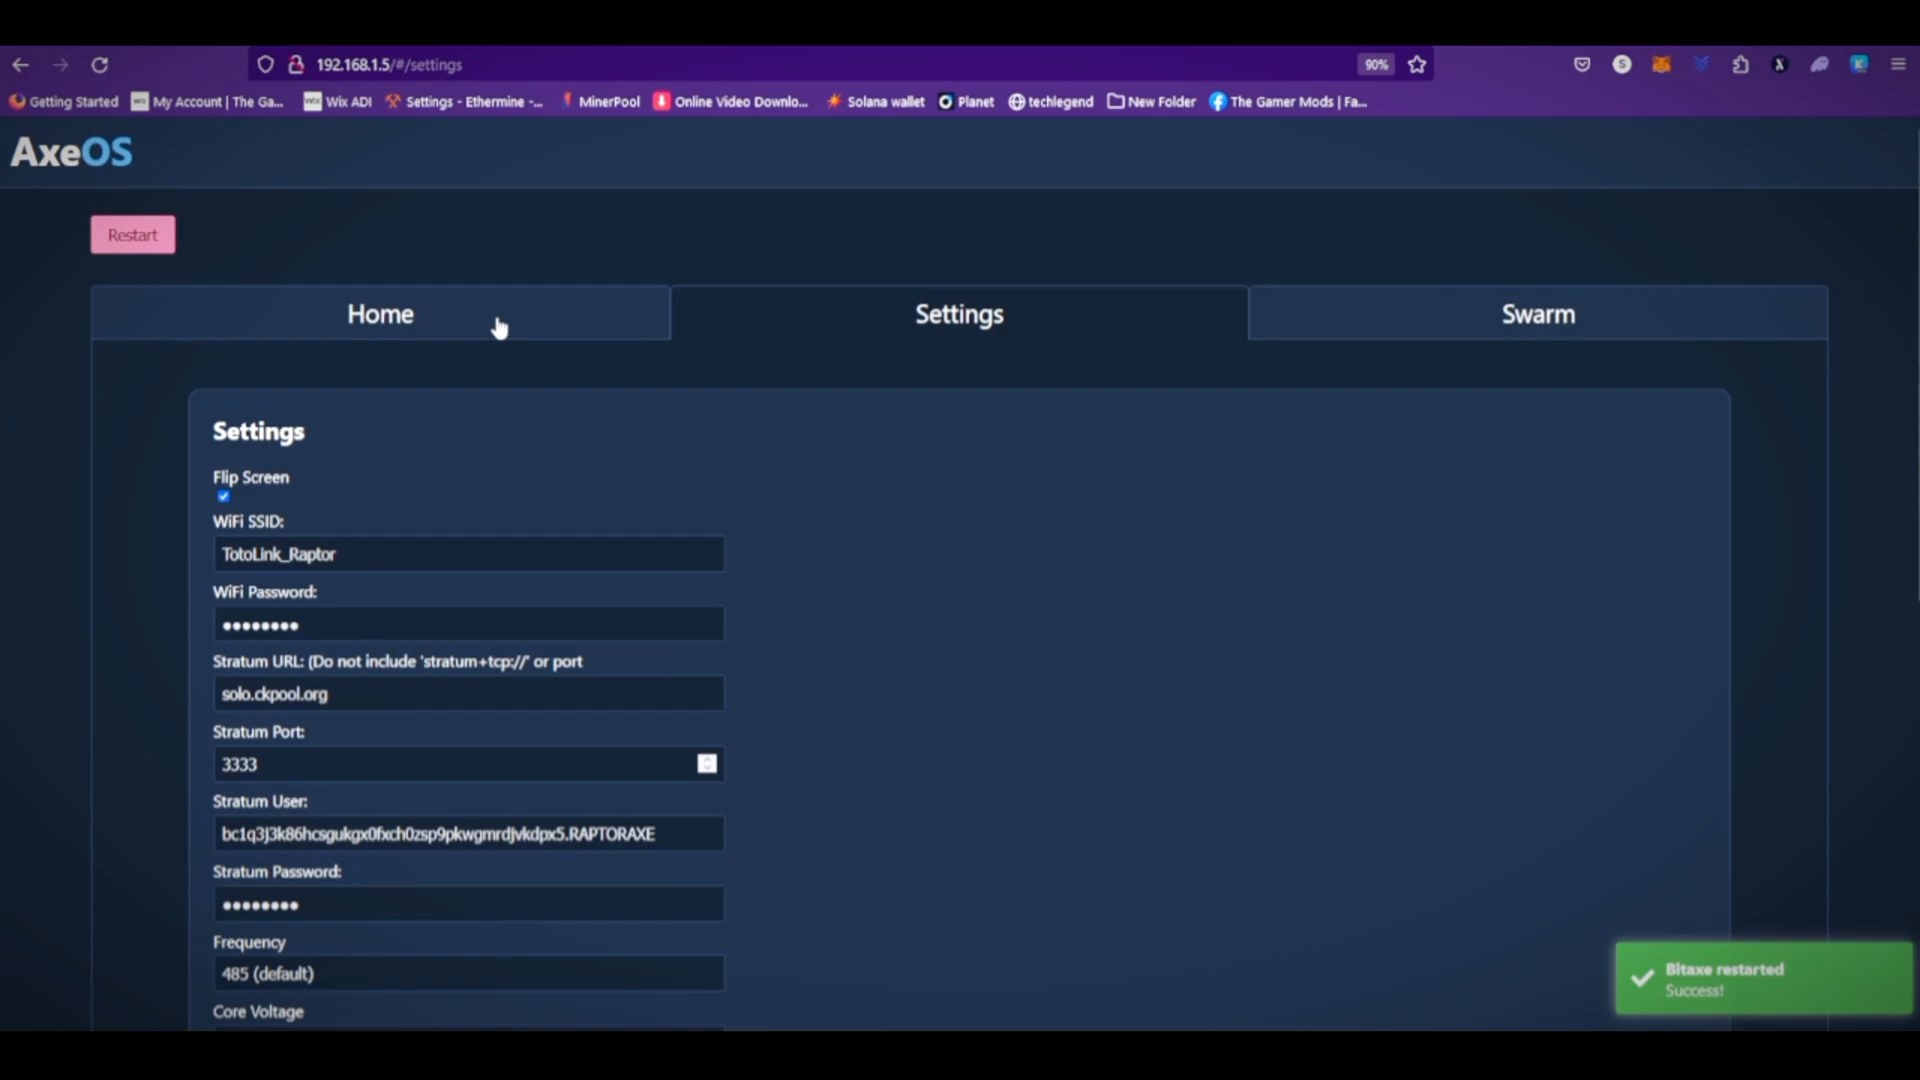 192.168.1.5/#/settings
90%
Getting Started
My Account | The Ga...
Wix ADI
Settings - Ethermine -...
MinerPool
Online Video Downlo...
Solana wallet
Planet
techlegend
New Folder
The Gamer Mods | Fa...
AxeOS
Restart
Home
Settings
Swarm
Settings
Flip Screen
WiFi SSID:
TotoLink_Raptor
WiFi Password:
••••••••
Stratum URL: (Do not include 'stratum+tcp://' or port
solo.ckpool.org
Stratum Port:
3333
Stratum User:
bc1q3j3k86hcsgukgx0fxch0zsp9pkwgmrdjvkdpx5.RAPTORAXE
Stratum Password:
••••••••
Frequency
485 (default)
Core Voltage
Bitaxe restarted
Success!